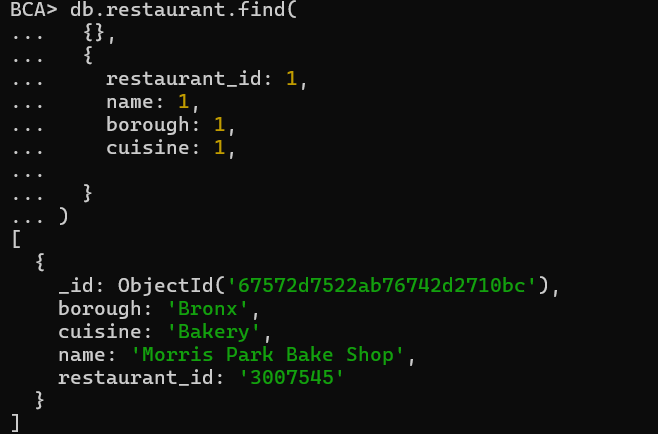 BCA> db.restaurant.find(
...   {},
...   {
...     restaurant_id: 1,
...     name: 1,
...     borough: 1,
...     cuisine: 1,
...
...   }
... )
[
  {
    _id: ObjectId('67572d7522ab76742d2710bc'),
    borough: 'Bronx',
    cuisine: 'Bakery',
    name: 'Morris Park Bake Shop',
    restaurant_id: '3007545'
  }
]